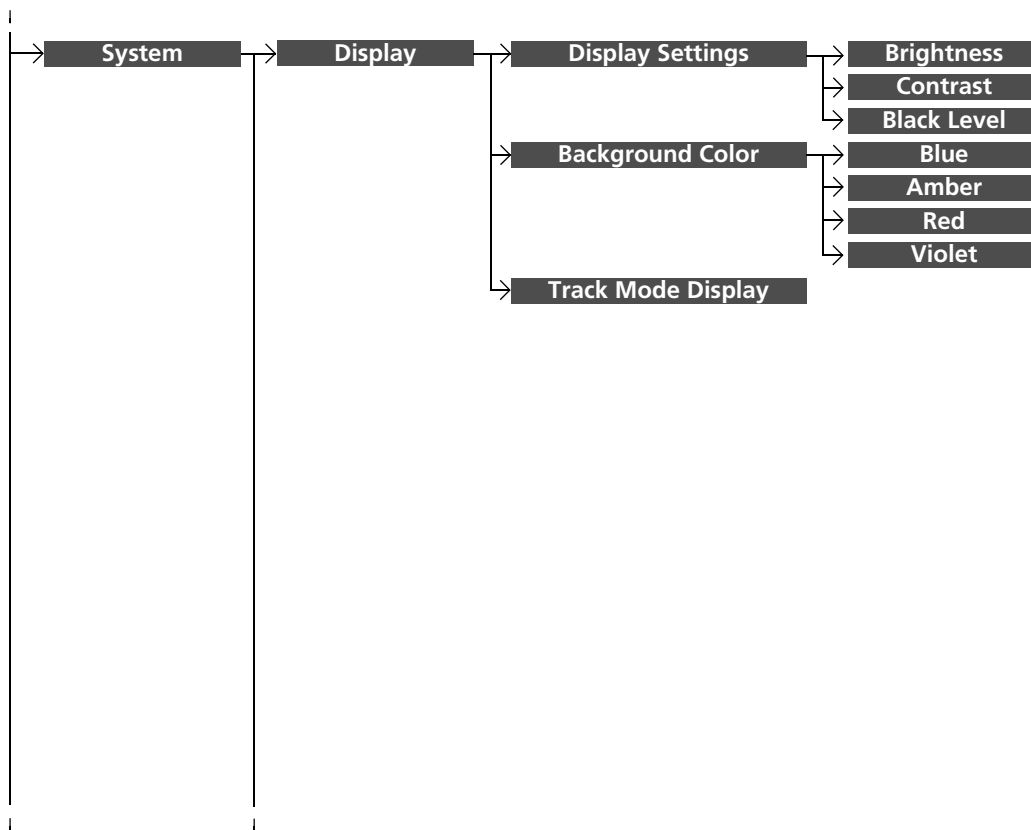 System
Display
Display Settings
Brightness
Contrast
Black Level
Background Color
Blue
Amber
Red
Violet
Track Mode Display